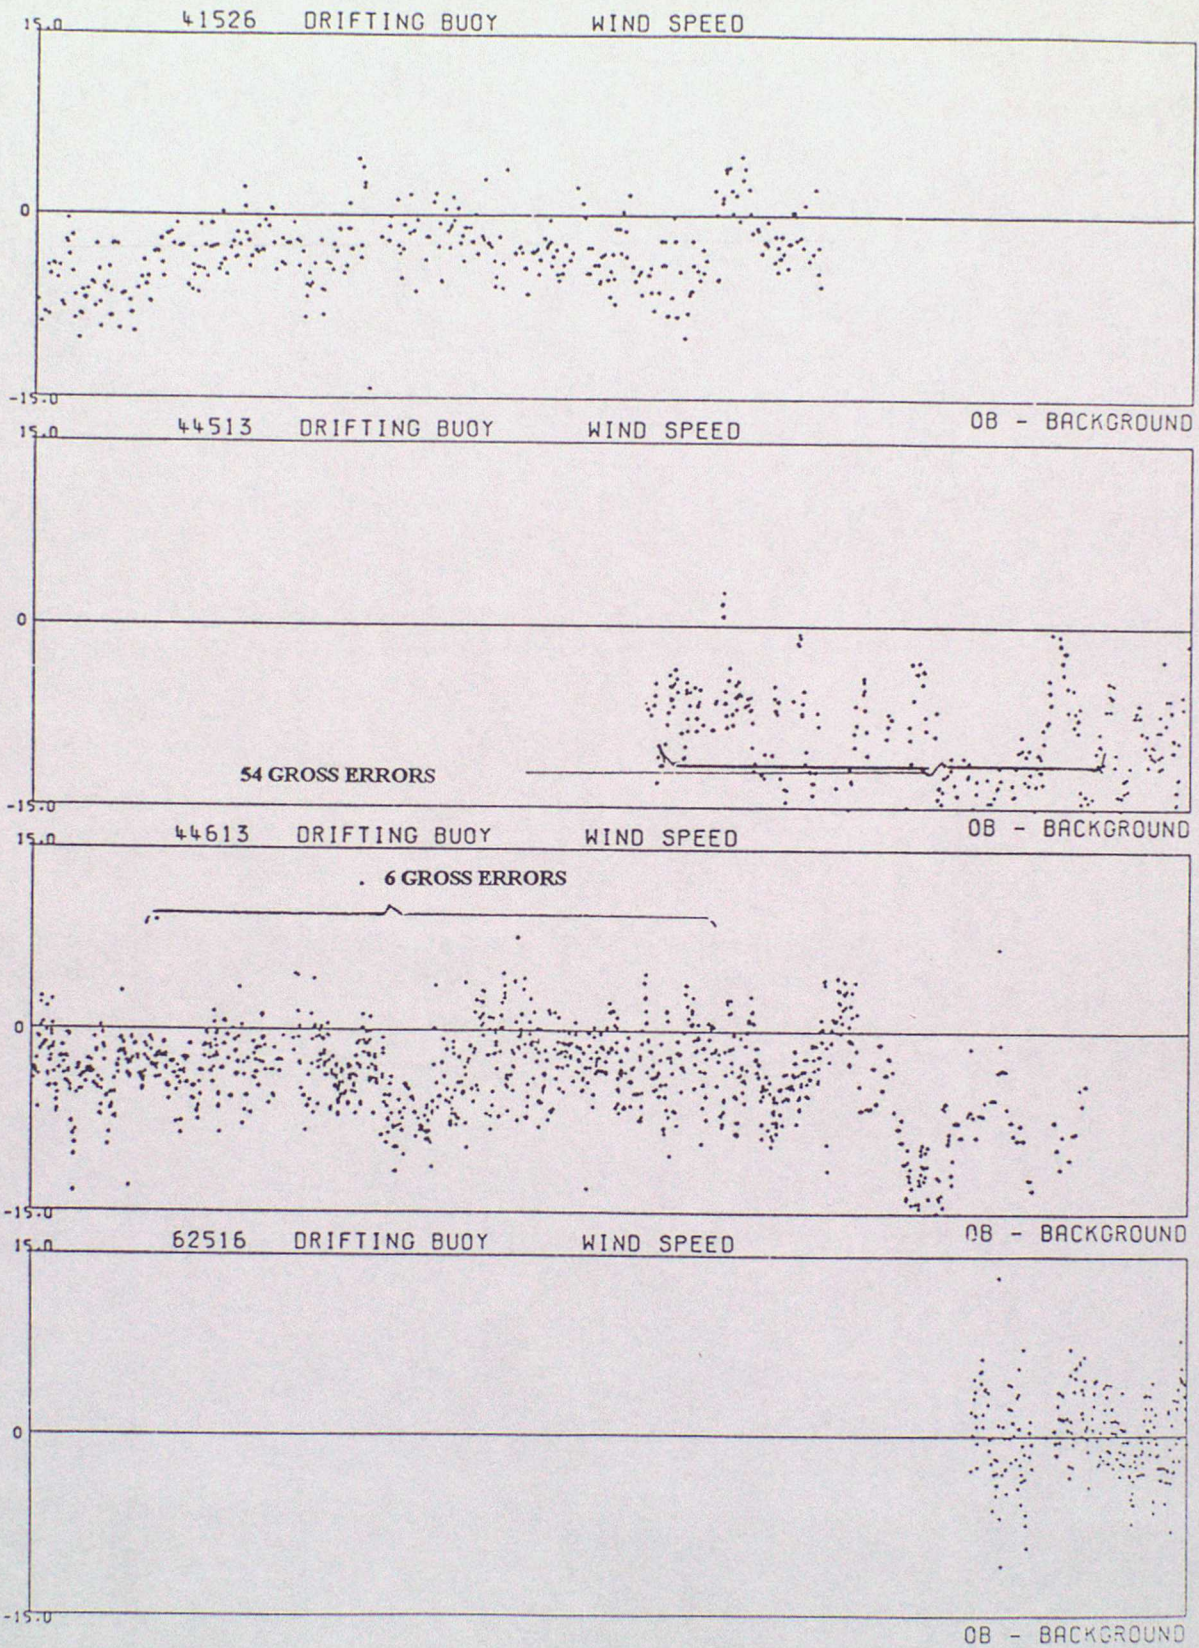 15.0 41526 DRIFTING BUOY WIND SPEED
0
-15.0
OB - BACKGROUND
15.0 44513 DRIFTING BUOY WIND SPEED
0
54 GROSS ERRORS
-15.0
OB - BACKGROUND
15.0 44613 DRIFTING BUOY WIND SPEED
6 GROSS ERRORS
0
-15.0
OB - BACKGROUND
15.0 62516 DRIFTING BUOY WIND SPEED
0
-15.0
OB - BACKGROUND